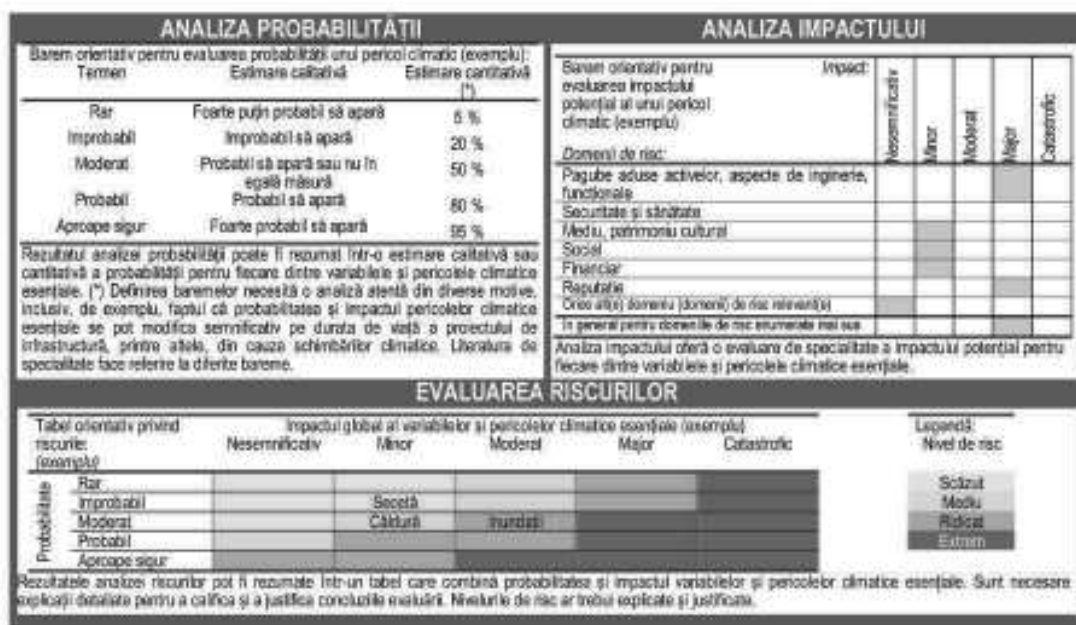 ANALIZA PROBABILITĂȚII
Barem orientativ pentru evaluarea probabilității unui pericol climatic (exemplu):
Termen Estimare calitativă Estimare cantitativă (*)
Rar Foarte puțin probabil să apară 5 %
Improbabil Improbabil să apară 20 %
Moderat Probabil să apară sau nu în egală măsură 50 %
Probabil Probabil să apară 80 %
Aproape sigur Foarte probabil să apară 95 %
Rezultatul analizei probabilității poate fi rezumat într-o estimare calitativă sau
cantitativă a probabilității pentru fiecare dintre variabilele și pericolele climatice
esențiale. (*) Definirea baremelor necesită o analiză atentă din diverse motive,
inclusiv, de exemplu, faptul că probabilitatea și impactul pericolelor climatice
esențiale se pot modifica semnificativ pe durata de viață a proiectului de
infrastructură, printre altele, din cauza schimbărilor climatice. Literatura de
specialitate face referire la diferite bareme.
ANALIZA IMPACTULUI
Barem orientativ pentru
evaluarea impactului
potențial al unui pericol
climatic (exemplu)
Impact:
Nesemnificativ
Minor
Moderat
Major
Catastrofic
Domenii de risc:
Pagube aduse activelor, aspecte de inginerie,
funcționale
Securitate și sănătate
Mediu, patrimoniu cultural
Social
Financiar
Reputație
Orice alt(e) domeniu (domenii) de risc relevant(e)
În general pentru domeniile de risc enumerate mai sus
Analiza impactului oferă o evaluare de specialitate a impactului potențial pentru
fiecare dintre variabilele și pericolele climatice esențiale.
EVALUAREA RISCURILOR
Tabel orientativ privind
riscurile:
(exemplu)
Impactul global al variabilelor și pericolelor climatice esențiale (exemplu)
Nesemnificativ Minor Moderat Major Catastrofic
Probabilitate
Rar
Improbabil Secetă
Moderat Căldură Inundații
Probabil
Aproape sigur
Legendă:
Nivel de risc
Scăzut
Mediu
Ridicat
Extrem
Rezultatele analizei riscurilor pot fi rezumate într-un tabel care combină probabilitatea și impactul variabilelor și pericolelor climatice esențiale. Sunt necesare
explicații detaliate pentru a califica și a justifica concluziile evaluării. Nivelurile de risc ar trebui explicate și justificate.